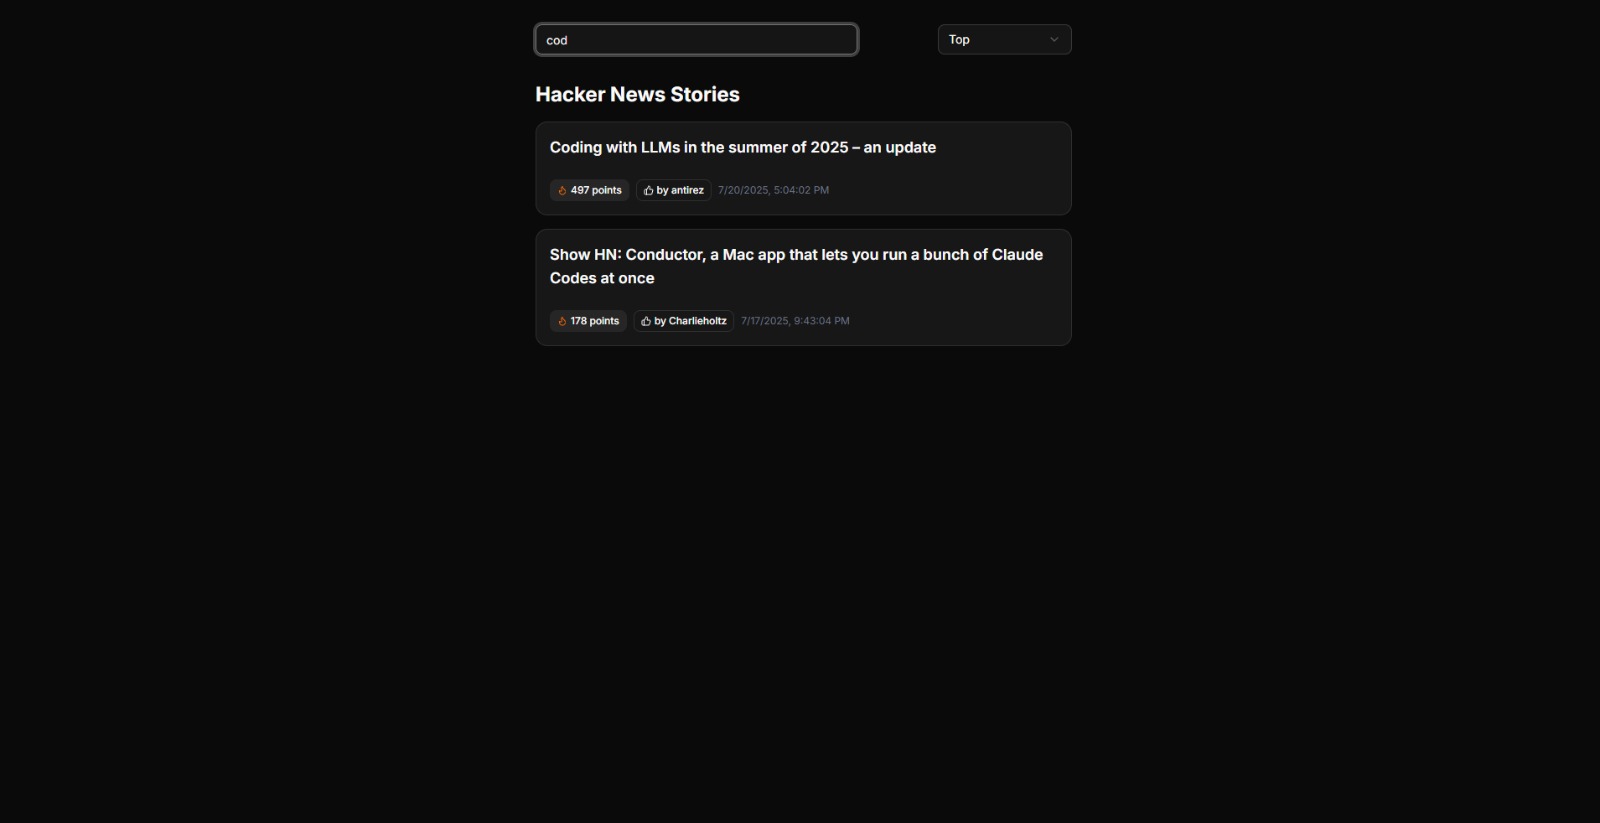 cod
Top
Hacker News Stories
Coding with LLMs in the summer of 2025 – an update
497 points by antirez 7/20/2025, 5:04:02 PM
Show HN: Conductor, a Mac app that lets you run a bunch of Claude
Codes at once
178 points by Charlieholtz 7/17/2025, 9:43:04 PM